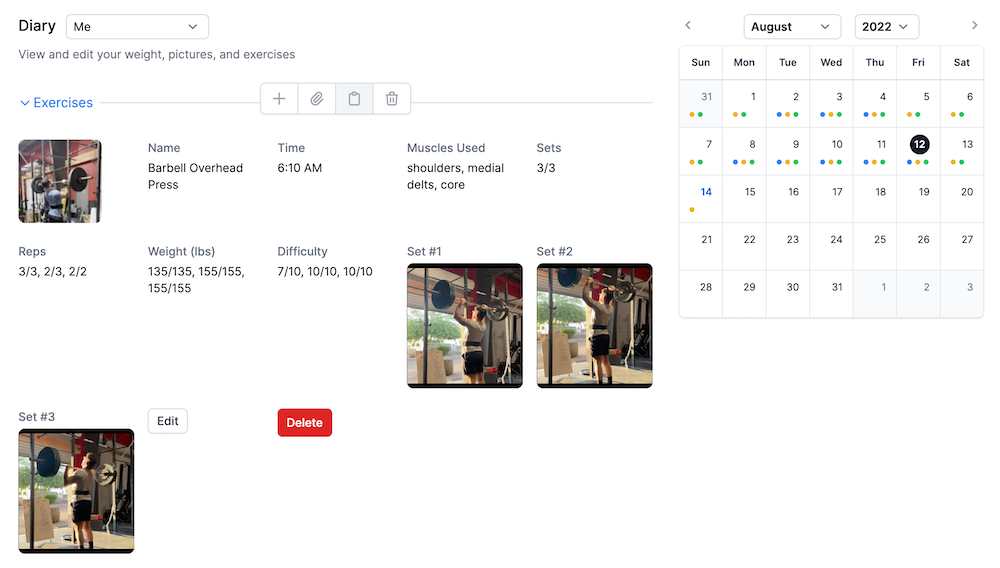 Diary Me
View and edit your weight, pictures, and exercises
Exercises
Name
Barbell Overhead
Press
Time
6:10 AM
Muscles Used
shoulders, medial
delts, core
Sets
3/3
Reps
3/3, 2/3, 2/2
Weight (lbs)
135/135, 155/155,
155/155
Difficulty
7/10, 10/10, 10/10
Set #1
Set #2
Set #3
Edit
Delete
August 2022
Sun Mon Tue Wed Thu Fri Sat
31 1 2 3 4 5 6
7 8 9 10 11 12 13
14 15 16 17 18 19 20
21 22 23 24 25 26 27
28 29 30 31 1 2 3